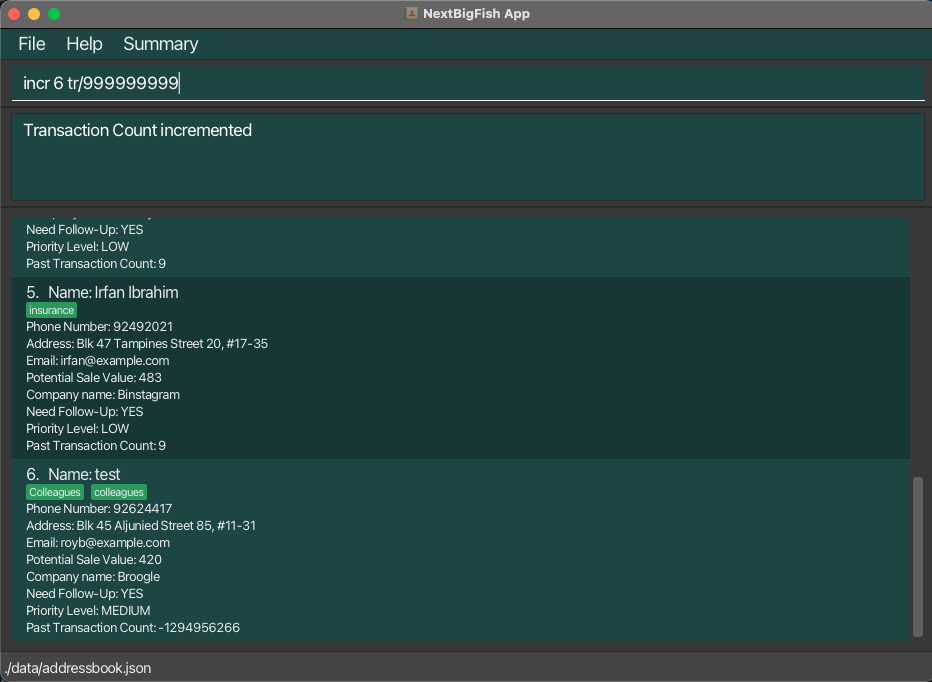 NextBigFish App
File Help Summary
incr 6 tr/999999999
Transaction Count incremented
Need Follow-Up: YES
Priority Level: LOW
Past Transaction Count: 9
5. Name: Irfan Ibrahim
insurance
Phone Number: 92492021
Address: Blk 47 Tampines Street 20, #17-35
Email: irfan@example.com
Potential Sale Value: 483
Company name: Binstagram
Need Follow-Up: YES
Priority Level: LOW
Past Transaction Count: 9
6. Name: test
Colleagues colleagues
Phone Number: 92624417
Address: Blk 45 Aljunied Street 85, #11-31
Email: royb@example.com
Potential Sale Value: 420
Company name: Broogle
Need Follow-Up: YES
Priority Level: MEDIUM
Past Transaction Count: -1294956266
./data/addressbook.json